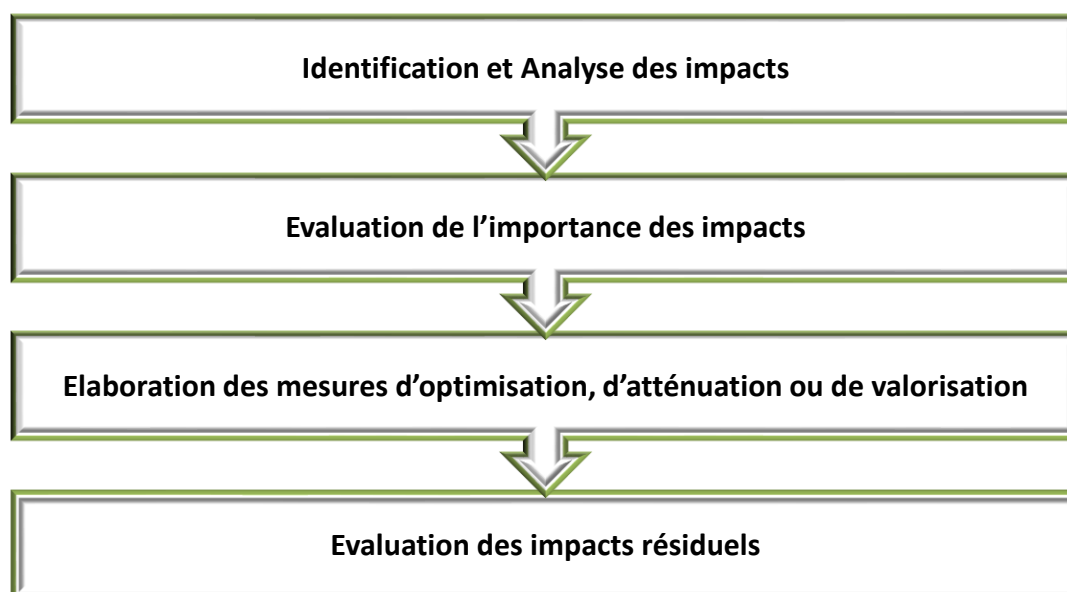 Identification et Analyse des impacts
Evaluation de l’importance des impacts
Elaboration des mesures d’optimisation, d’atténuation ou de valorisation
Evaluation des impacts résiduels